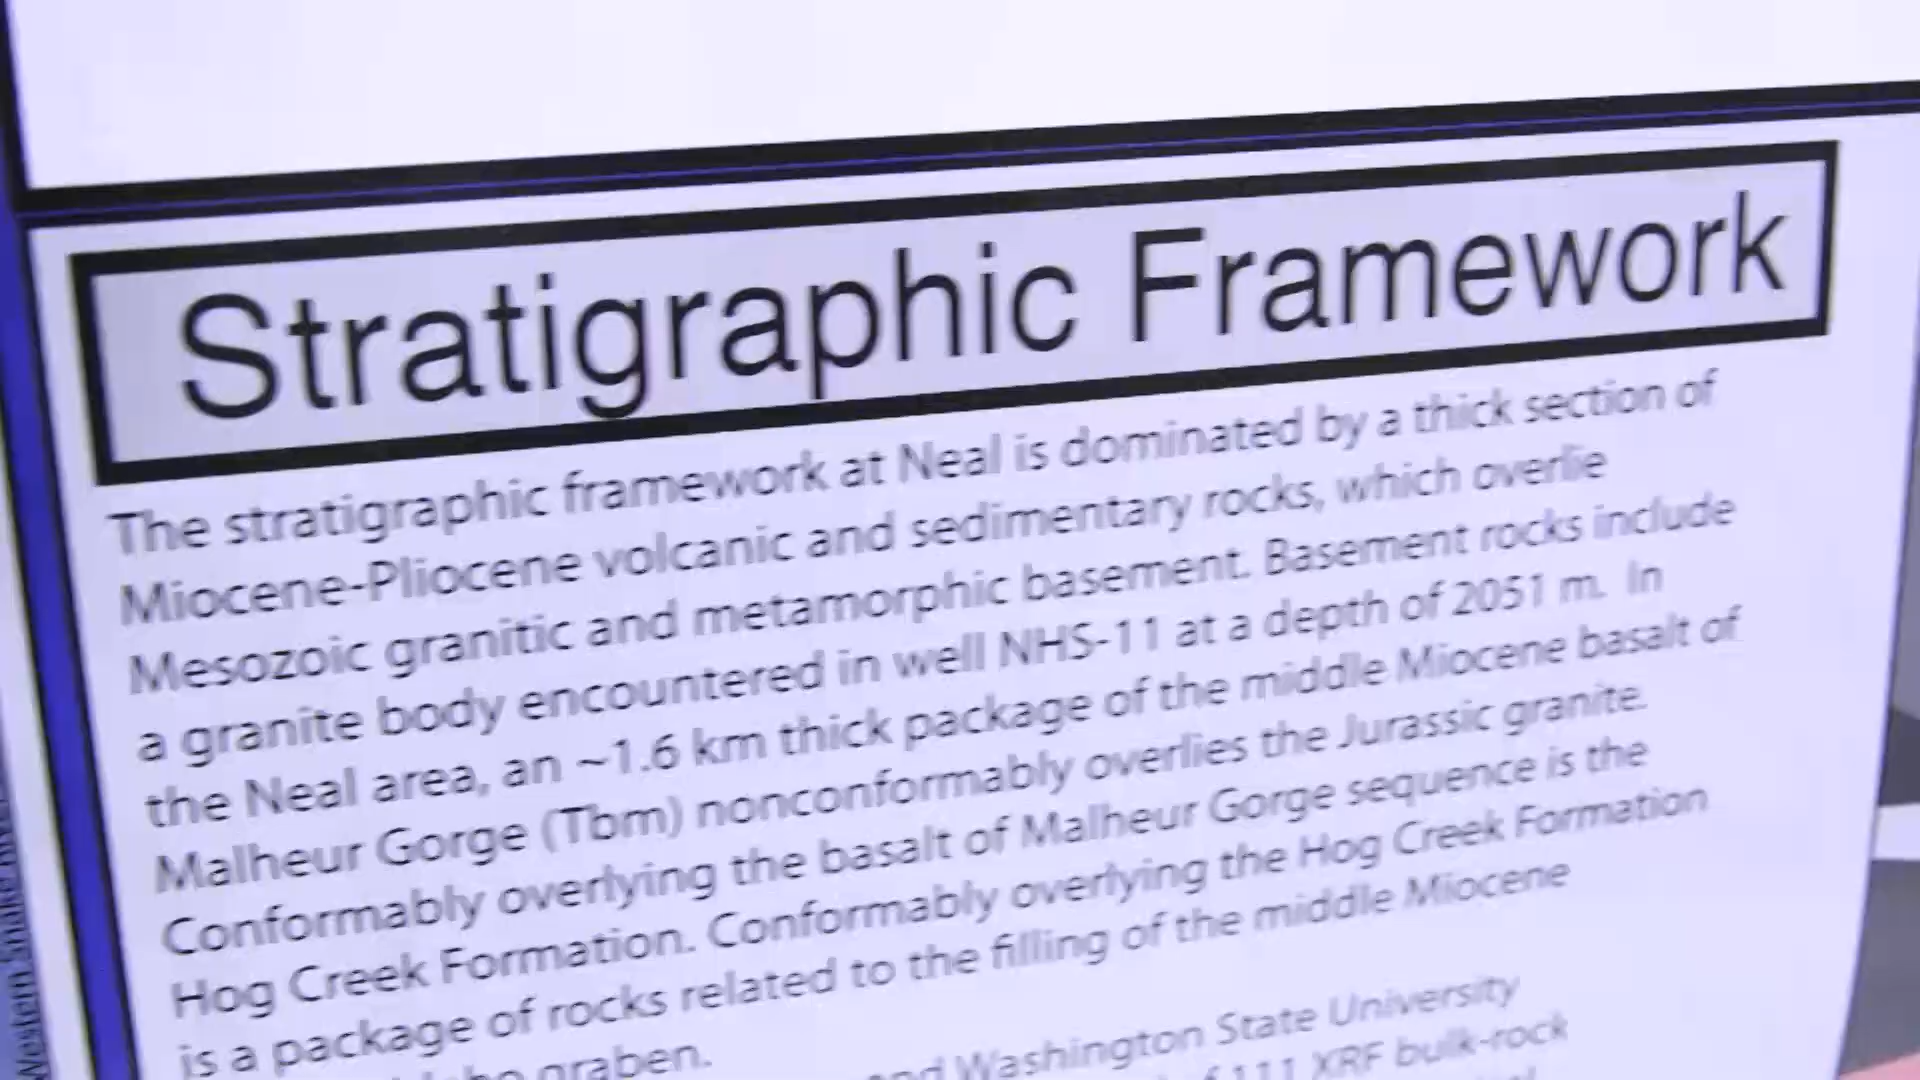 Stratigraphic Framework
The stratigraphic framework at Neal is dominated by a thick section of
Miocene-Pliocene volcanic and sedimentary rocks, which overlie
Mesozoic granitic and metamorphic basement. Basement rocks include
a granite body encountered in well NHS-11 at a depth of 2051 m. In
the Neal area, an ~1.6 km thick package of the middle Miocene basalt of
Malheur Gorge (Tbm) nonconformably overlies the Jurassic granite.
Conformably overlying the basalt of Malheur Gorge sequence is the
Hog Creek Formation. Conformably overlying the Hog Creek Formation
is a package of rocks related to the filling of the middle Miocene
graben.
and Washington State University
of 111 XRF bulk-rock
Western Snake